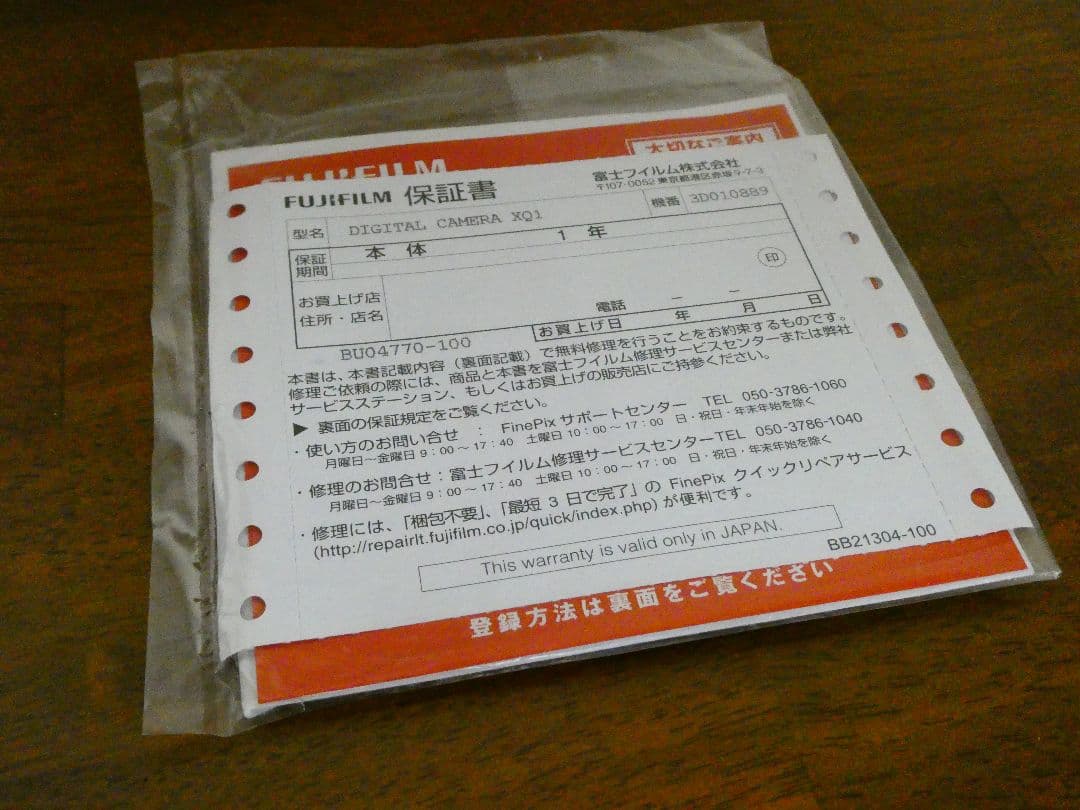 FUJIFILM
大切なご案内
FUJIFILM 保証書
富士フイルム株式会社
〒107-0052 東京都港区赤坂9-7-3
型名 DIGITAL CAMERA XQ1 機番 3D010889
保証期間 本体 1年
お買上げ店
住所・店名
印
電話 － －
お買上げ日 年 月 日
BU04770-100
本書は、本書記載内容（裏面記載）で無料修理を行うことをお約束するものです。
修理ご依頼の際には、商品と本書を富士フイルム修理サービスセンターまたは弊社
サービスステーション、もしくはお買上げの販売店にご持参ください。
▶ 裏面の保証規定をご覧ください。
・使い方のお問い合せ : FinePix サポートセンター TEL 050-3786-1060
月曜日～金曜日 9：00～17：40 土曜日 10：00～17：00 日・祝日・年末年始を除く
・修理のお問合せ：富士フイルム修理サービスセンターTEL 050-3786-1040
月曜日～金曜日 9：00～17：40 土曜日 10：00～17：00 日・祝日・年末年始を除く
・修理には、「梱包不要」、「最短 3 日で完了」の FinePix クイックリペアサービス
(http://repairlt.fujifilm.co.jp/quick/index.php) が便利です。
This warranty is valid only in JAPAN.
BB21304-100
登録方法は裏面をご覧ください